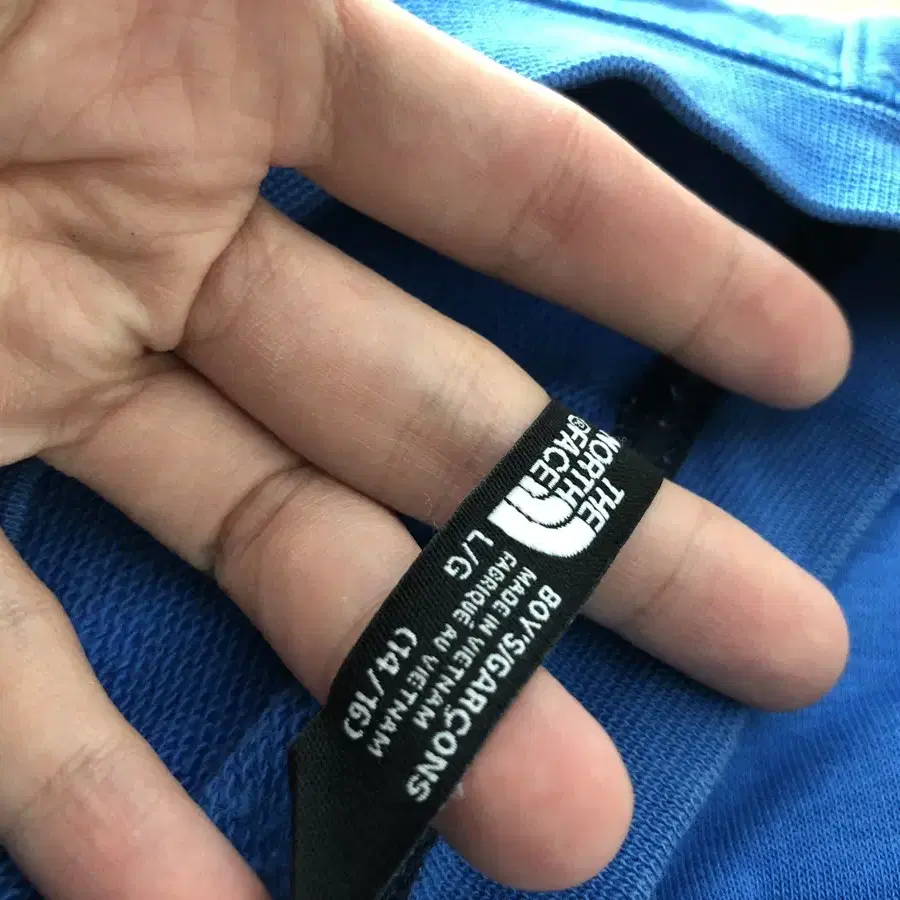 THE
NORTH
FACE®
L/G
BOY'S/GARÇONS
MADE IN VIETNAM
FABRIQUÉ AU VIETNAM
(14/16)